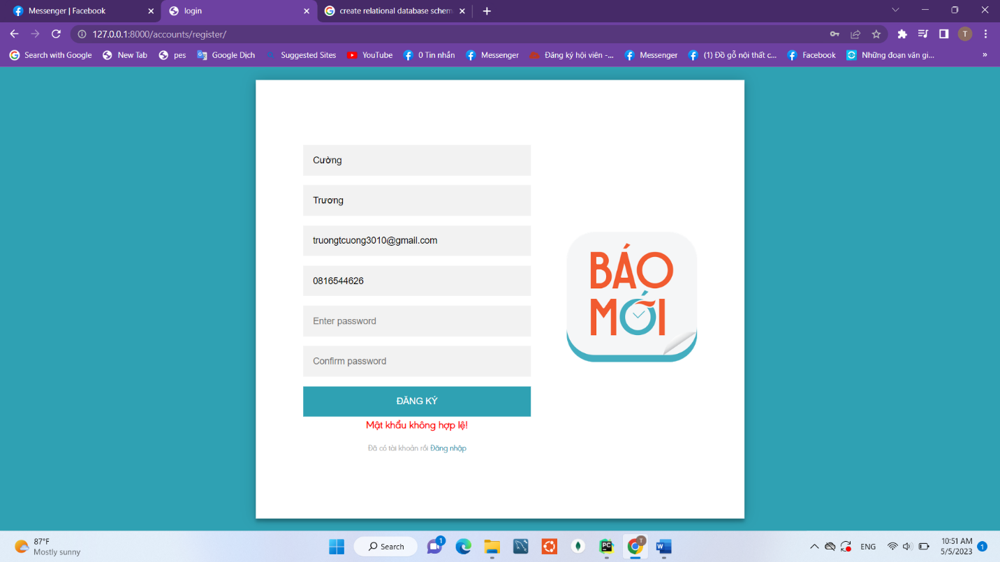 Messenger | Facebook
login
create relational database schem
127.0.0.1:8000/accounts/register/
T
Search with Google
New Tab
pes
Google Dịch
Suggested Sites
YouTube
0 Tin nhắn
Messenger
Đăng ký hội viên -...
Messenger
(1) Đồ gỗ nội thất c...
Facebook
Những đoạn văn gi...
»
Cường
Trương
truongtcuong3010@gmail.com
0816544626
Enter password
Confirm password
ĐĂNG KÝ
Mật khẩu không hợp lệ!
Đã có tài khoản rồi Đăng nhập
BÁO
MỚI
87°F
Mostly sunny
Search
1
PC
T
W
ENG
10:51 AM
5/5/2023
1